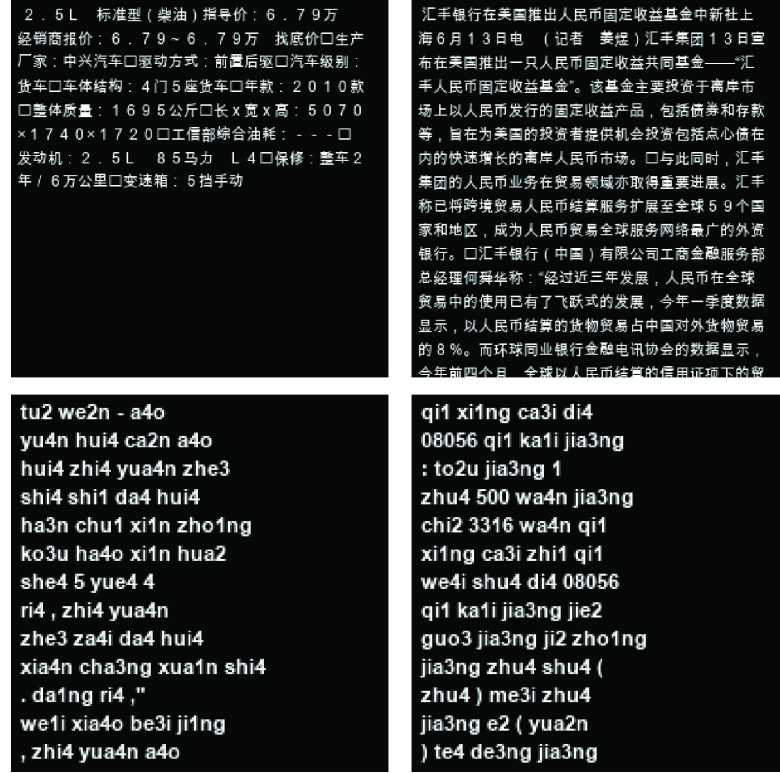 ２．５Ｌ　标准型（柴油）指导价：６．７９万
经销商报价：６．７９~６．７９万　找底价□生产
厂家：中兴汽车□驱动方式：前置后驱□汽车级别：
货车□车体结构：４门５座货车□年款：２０１０款
□整体质量：１６９５公斤□长ｘ宽ｘ高：５０７０
×１７４０×１７２０□工信部综合油耗：---□
发动机：２．５Ｌ　８５马力　Ｌ４□保修：整车２
年/６万公里□变速箱：５挡手动
汇丰银行在美国推出人民币固定收益基金中新社上
海６月１３日电　（记者　姜煜）汇丰集团１３日宣
布在美国推出一只人民币固定收益共同基金——“汇
丰人民币固定收益基金”。该基金主要投资于离岸市
场上以人民币发行的固定收益产品，包括债券和存款
等，旨在为美国的投资者提供机会投资包括点心债在
内的快速增长的离岸人民币市场。□与此同时，汇丰
集团的人民币业务在贸易领域亦取得重要进展。汇丰
称已将跨境贸易人民币结算服务扩展至全球５９个国
家和地区，成为人民币贸易全球服务网络最广的外资
银行。□汇丰银行（中国）有限公司工商金融服务部
总经理何舜华称：“经过近三年发展，人民币在全球
贸易中的使用已有了飞跃式的发展，今年一季度数据
显示，以人民币结算的货物贸易占中国对外货物贸易
的８%。而环球同业银行金融电讯协会的数据显示，
今年前四个月　全球以人民币结算的信用证项下的贸
tu2 we2n - a4o
yu4n hui4 ca2n a4o
hui4 zhi4 yua4n zhe3
shi4 shi1 da4 hui4
ha3n chu1 xi1n zho1ng
ko3u ha4o xi1n hua2
she4 5 yue4 4
ri4 , zhi4 yua4n
zhe3 za4i da4 hui4
xia4n cha3ng xua1n shi4
. da1ng ri4 ,"
we1i xia4o be3i ji1ng
, zhi4 yua4n a4o
qi1 xi1ng ca3i di4
08056 qi1 ka1i jia3ng
: to2u jia3ng 1
zhu4 500 wa4n jia3ng
chi2 3316 wa4n qi1
xi1ng ca3i zhi1 qi1
we4i shu4 di4 08056
qi1 ka1i jia3ng jie2
guo3 jia3ng ji2 zho1ng
jia3ng zhu4 shu4 (
zhu4 ) me3i zhu4
jia3ng e2 ( yua2n
) te4 de3ng jia3ng